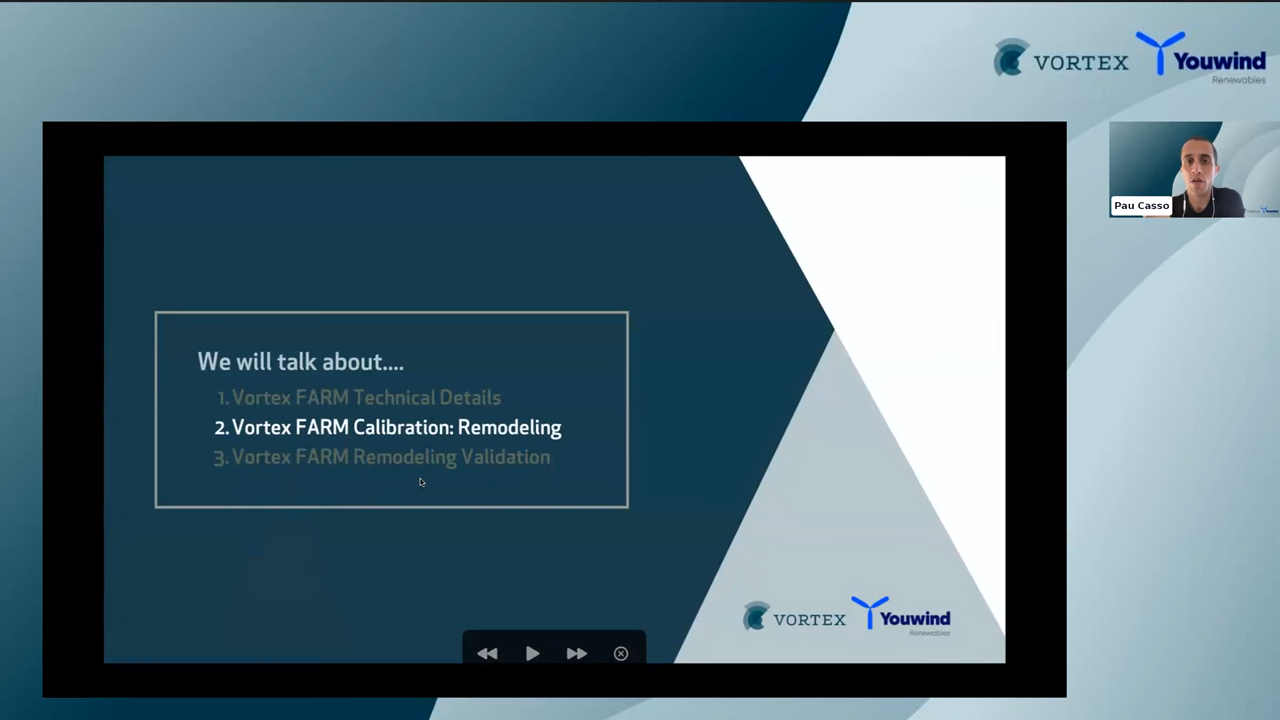 VORTEX
Youwind
Renewables
Pau Casso
We will talk about....
1. Vortex FARM Technical Details
2. Vortex FARM Calibration: Remodeling
3. Vortex FARM Remodeling Validation
VORTEX
Youwind
Renewables